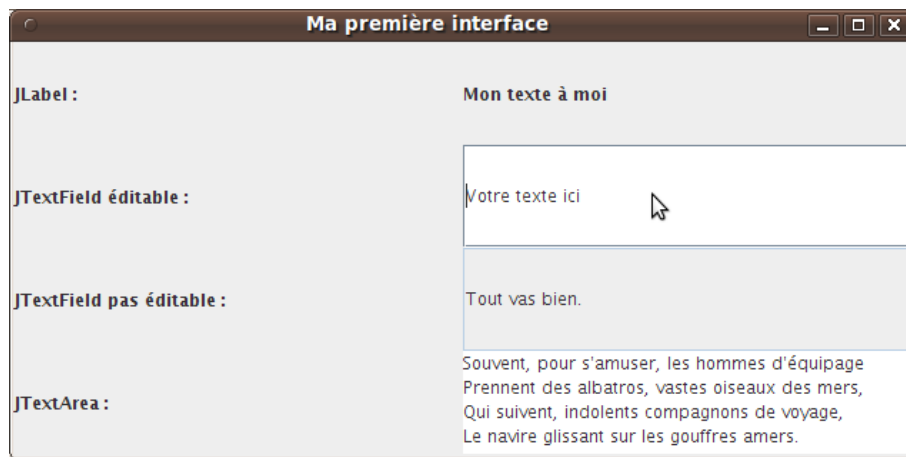 Ma première interface
JLabel :
Mon texte à moi
JTextField éditable :
Votre texte ici
JTextField pas éditable :
Tout vas bien.
JTextArea :
Souvent, pour s'amuser, les hommes d'équipage
Prennent des albatros, vastes oiseaux des mers,
Qui suivent, indolents compagnons de voyage,
Le navire glissant sur les gouffres amers.